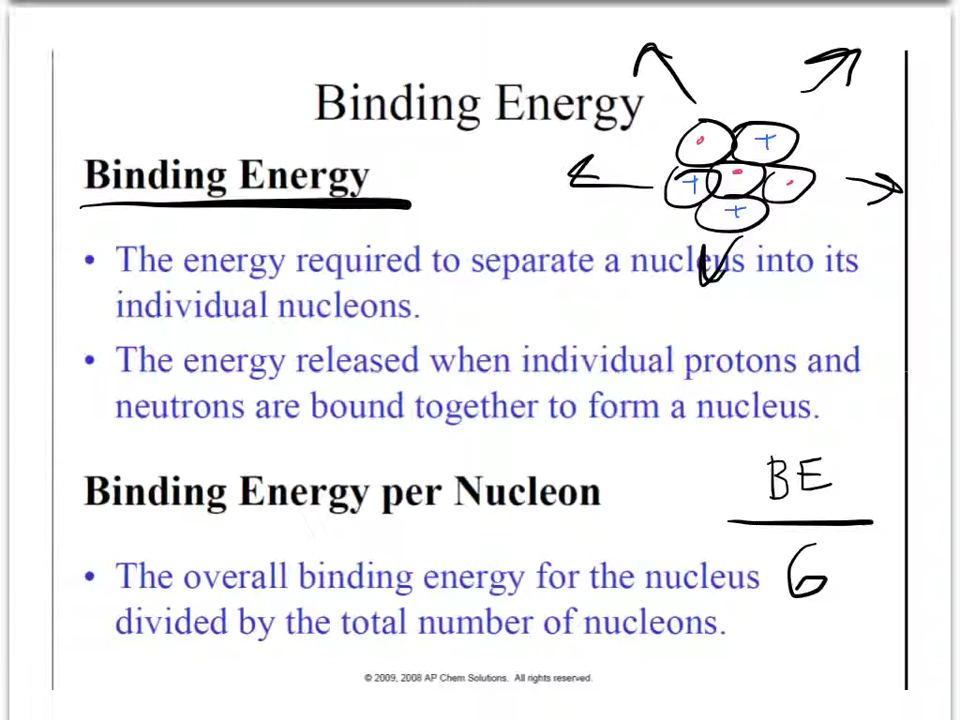 Binding Energy
Binding Energy
+
+
+
• The energy required to separate a nucleus into its
individual nucleons.
• The energy released when individual protons and
neutrons are bound together to form a nucleus.
BE
Binding Energy per Nucleon
6
• The overall binding energy for the nucleus
divided by the total number of nucleons.
© 2009, 2008 AP Chem Solutions. All rights reserved.